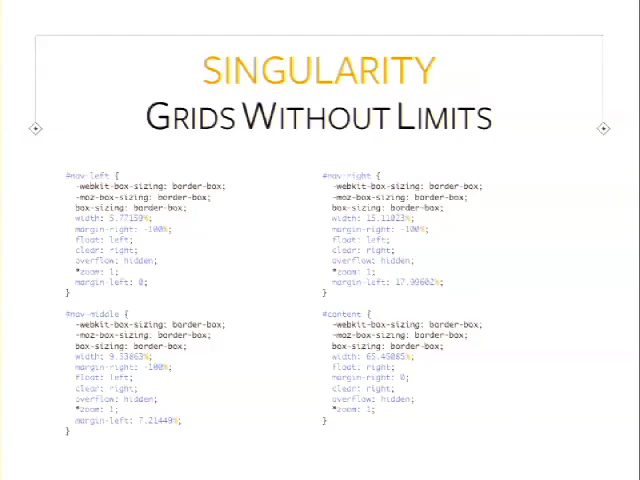 SINGULARITY
GRIDS WITHOUT LIMITS
#nav-left {
-webkit-box-sizing: border-box;
-moz-box-sizing: border-box;
box-sizing: border-box;
width: 5.77159%;
margin-right: -100%;
float: left;
clear: right;
overflow: hidden;
*zoom: 1;
margin-left: 0;
}
#nav-middle {
-webkit-box-sizing: border-box;
-moz-box-sizing: border-box;
box-sizing: border-box;
width: 9.33863%;
margin-right: -100%;
float: left;
clear: right;
overflow: hidden;
*zoom: 1;
margin-left: 7.21449%;
}
#nav-right {
-webkit-box-sizing: border-box;
-moz-box-sizing: border-box;
box-sizing: border-box;
width: 15.11023%;
margin-right: -100%;
float: left;
clear: right;
overflow: hidden;
*zoom: 1;
margin-left: 17.99602%;
}
#content {
-webkit-box-sizing: border-box;
-moz-box-sizing: border-box;
box-sizing: border-box;
width: 65.45085%;
float: right;
margin-right: 0;
clear: right;
overflow: hidden;
*zoom: 1;
}